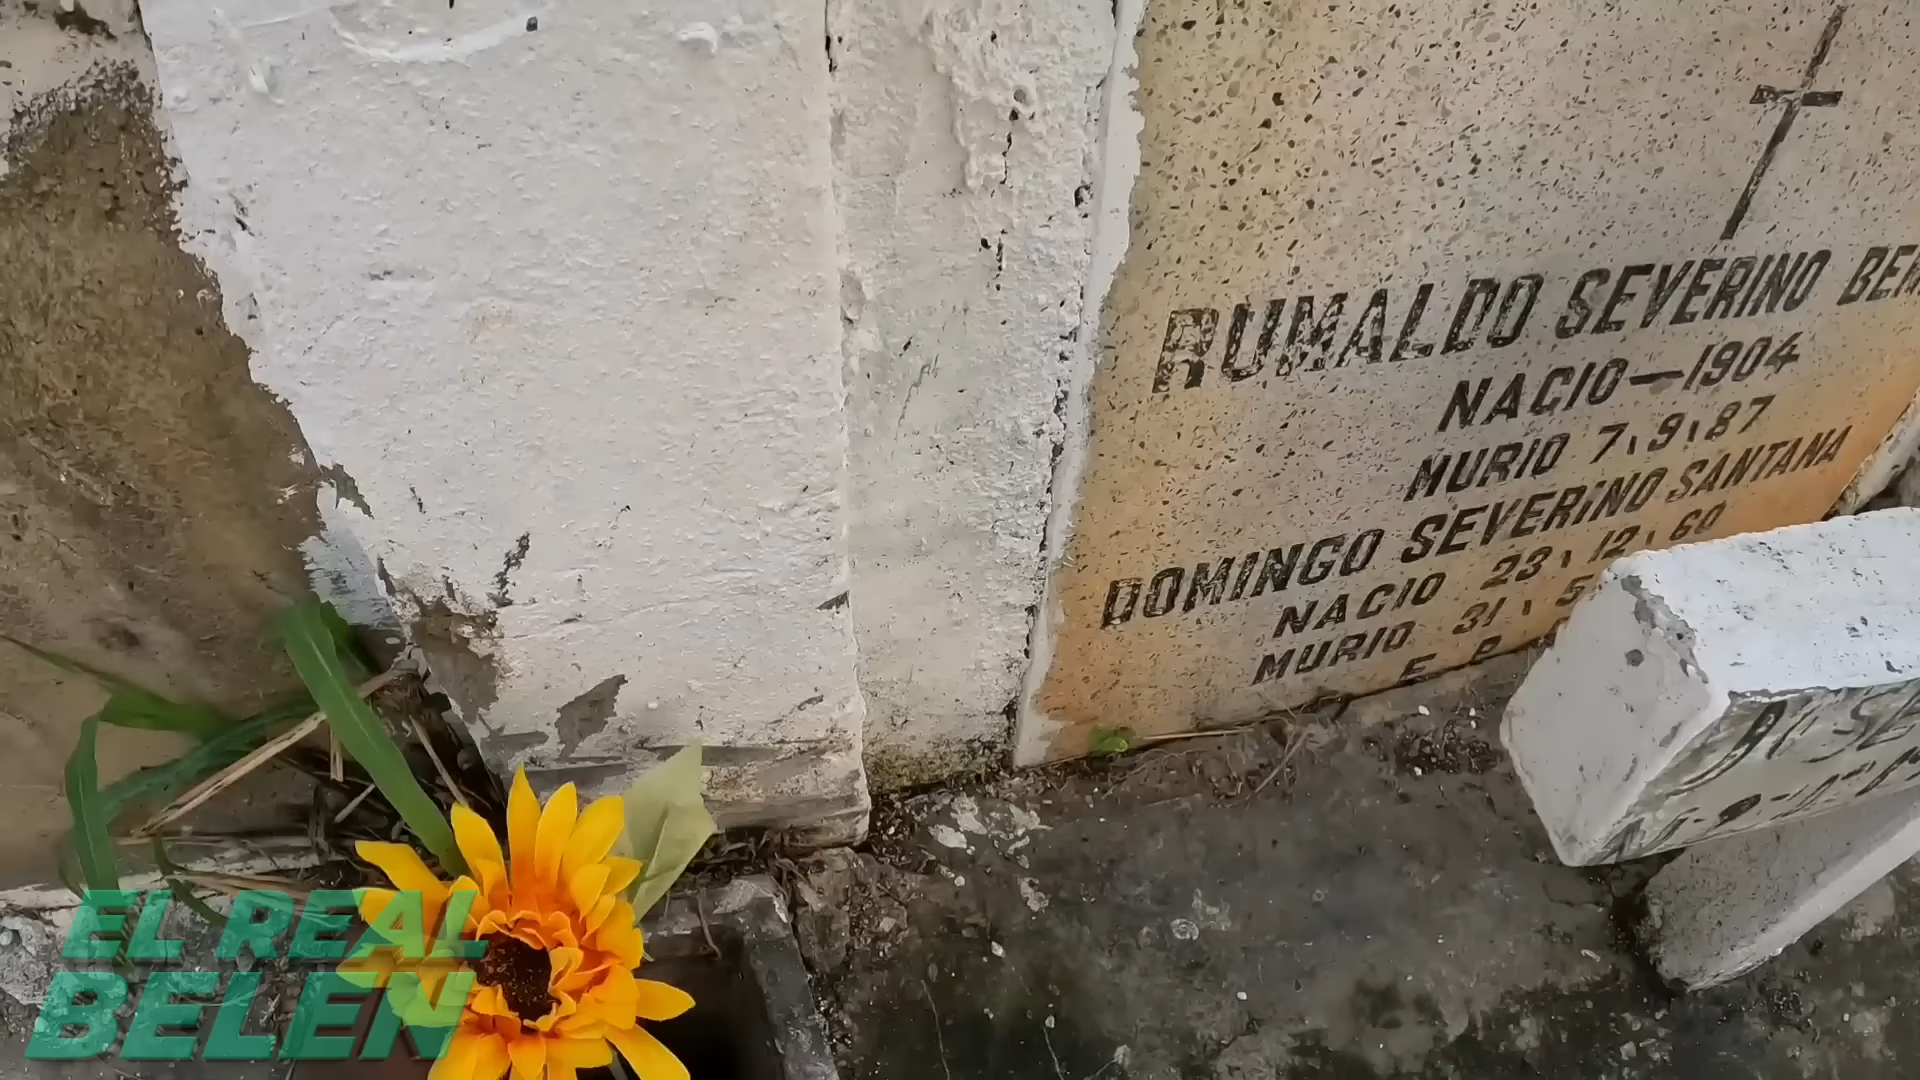 RUMALDO SEVERINO
NACIO—1904
MURIO 7\9\87
DOMINGO SEVERiNO SANTANA
NACIO 23\12\60
MURIO 31\5
E P
EL REAL
BELEN